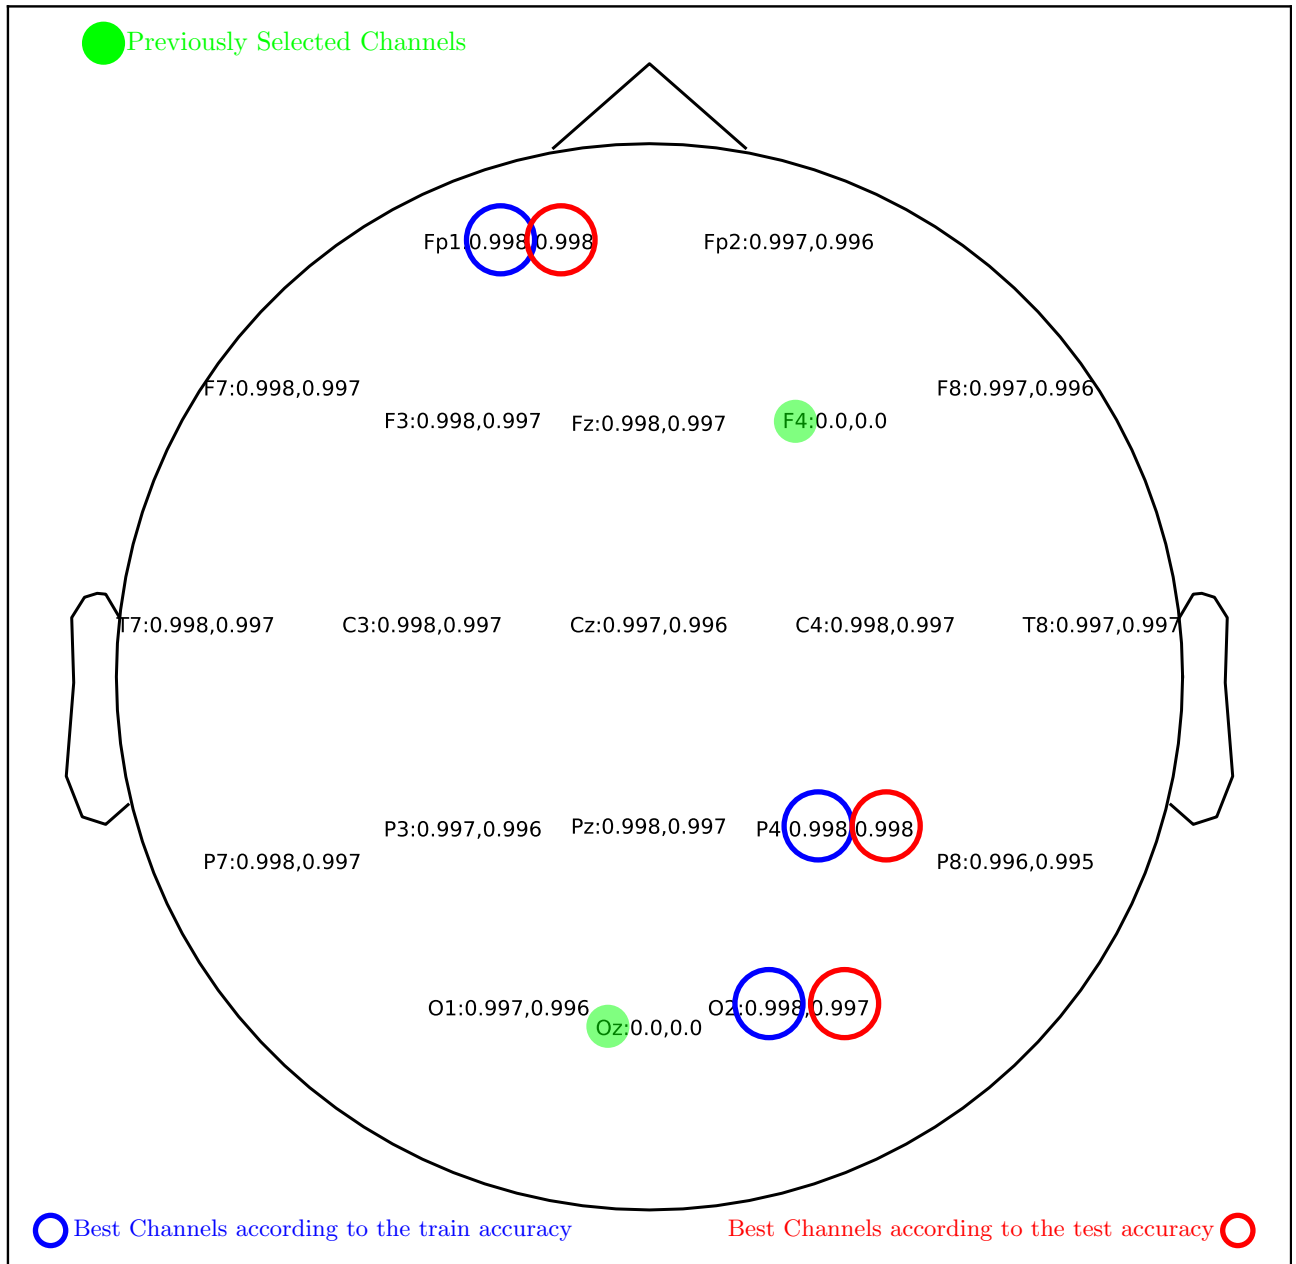 Previously Selected Channels
Fp1:0.998,0.998 Fp2:0.997,0.996
F7:0.998,0.997 F8:0.997,0.996
F3:0.998,0.997 Fz:0.998,0.997 F4:0.0,0.0
T7:0.998,0.997 C3:0.998,0.997 Cz:0.997,0.996 C4:0.998,0.997 T8:0.997,0.997
P3:0.997,0.996 Pz:0.998,0.997 P4:0.998,0.998
P7:0.998,0.997 P8:0.996,0.995
O1:0.997,0.996 O2:0.998,0.997
Oz:0.0,0.0
Best Channels according to the train accuracy Best Channels according to the test accuracy